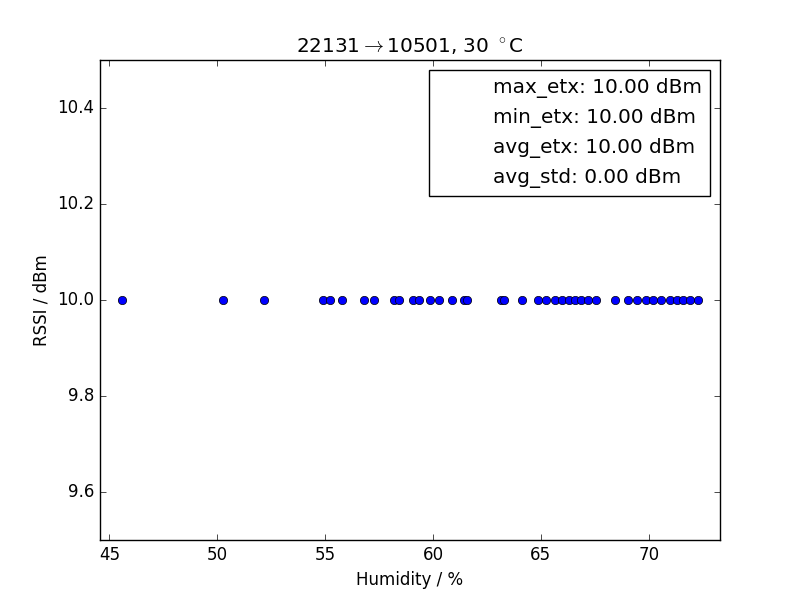 22131→10501, 30 °C
max_etx: 10.00 dBm
min_etx: 10.00 dBm
avg_etx: 10.00 dBm
avg_std: 0.00 dBm
10.4
10.2
10.0
9.8
9.6
RSSI / dBm
45 50 55 60 65 70
Humidity / %